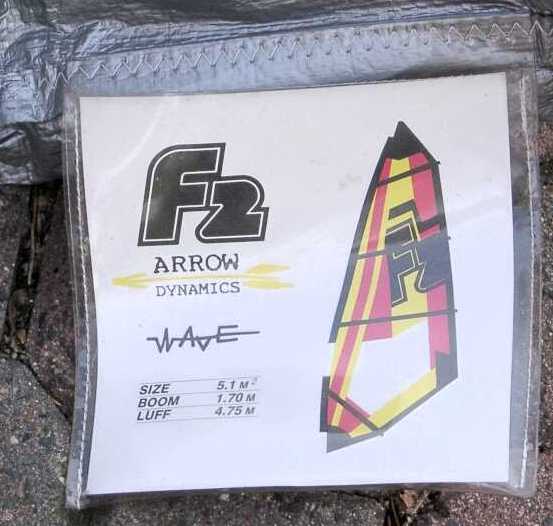 F2
ARROW
DYNAMICS
WAVE
SIZE 5.1 M²
BOOM 1.70 M
LUFF 4.75 M
F2